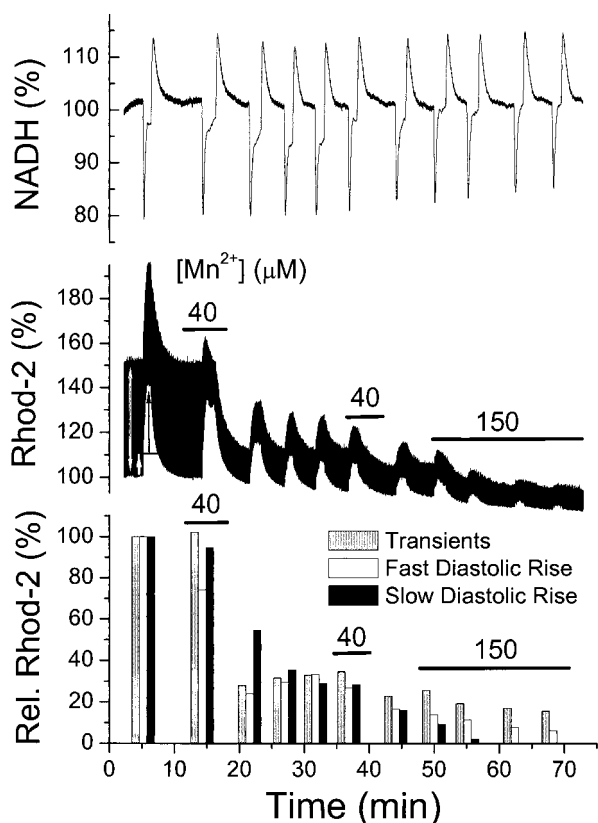 NADH (%)
110
100
90
80
Rhod-2 (%)
180
160
140
120
100
[Mn2+] (μM)
40
40
150
Rel. Rhod-2 (%)
100
80
60
40
20
0
40
Transients
Fast Diastolic Rise
Slow Diastolic Rise
40
150
0 10 20 30 40 50 60 70
Time (min)